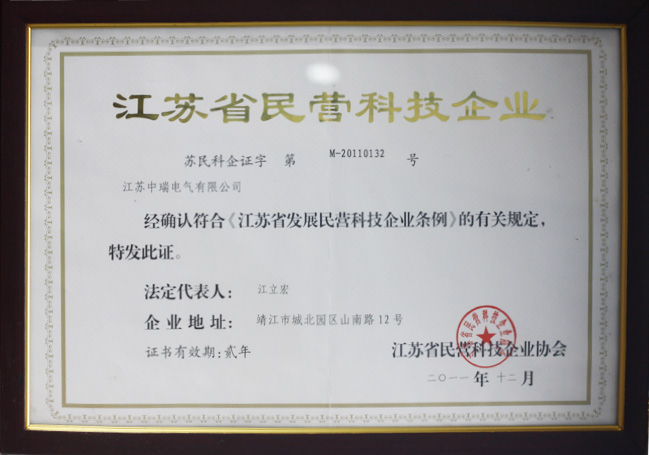 江苏省民营科技企业
苏民科企证字 第 M-20110132 号
江苏中瑞电气有限公司
经确认符合《江苏省发展民营科技企业条例》的有关规定，
特发此证。
法定代表人： 江立宏
企业地址： 靖江市城北园区山南路12号
证书有效期:贰年
江苏省民营科技企业协会
二〇一一年 十二月